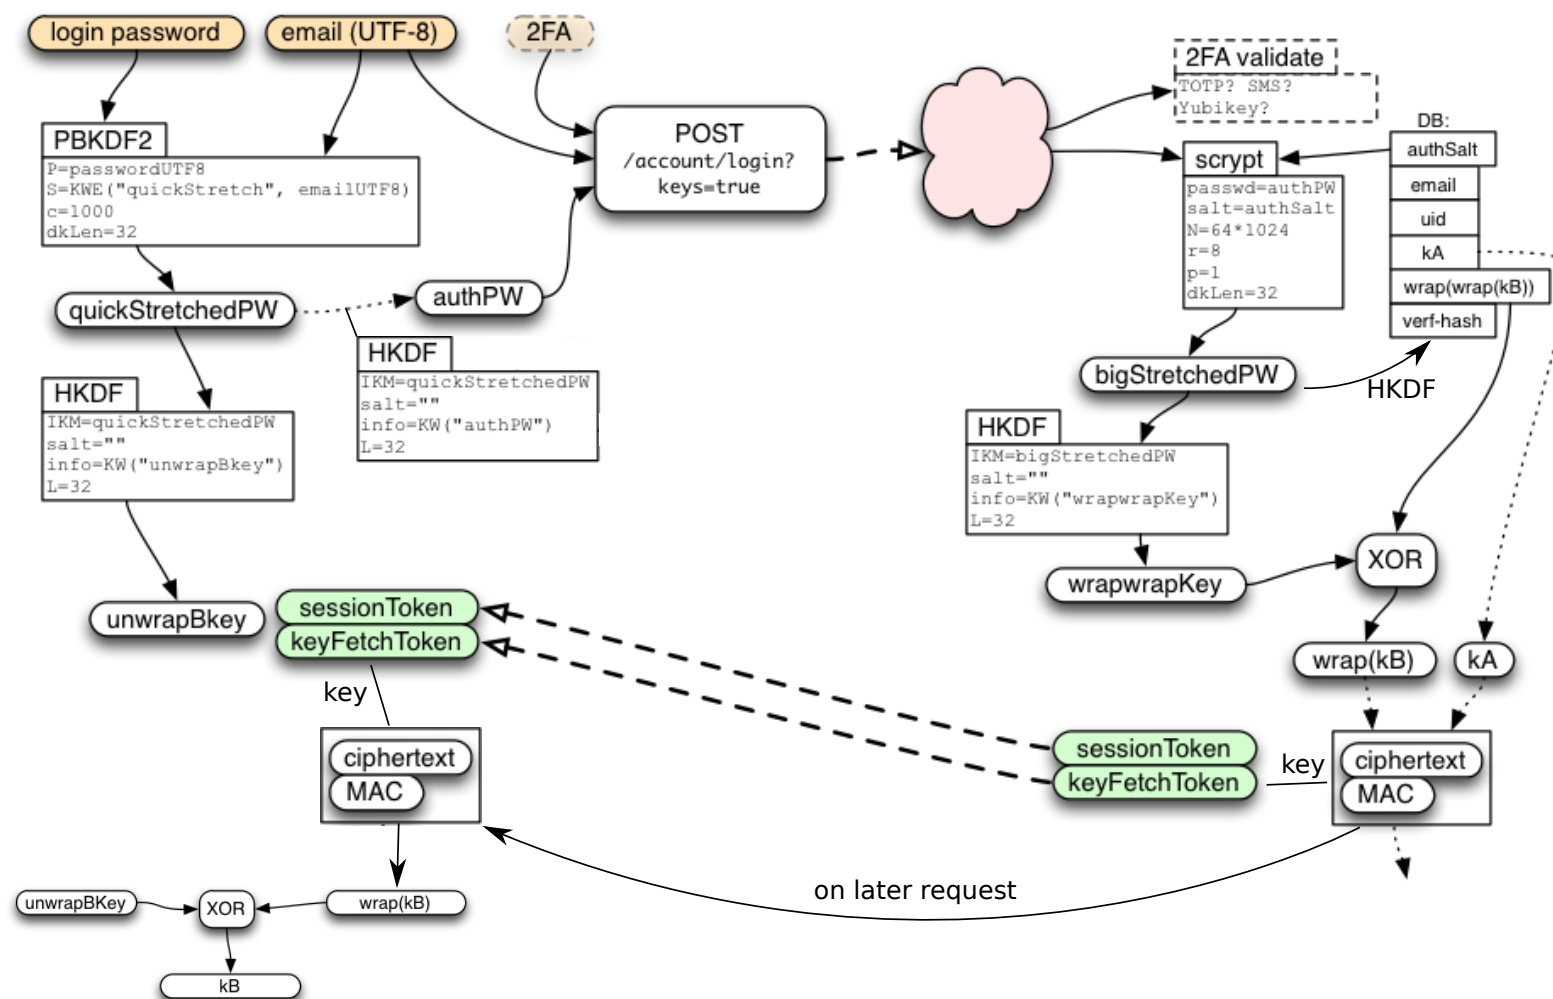 login password
email (UTF-8)
2FA
PBKDF2
P=passwordUTF8
S=KWE("quickStretch", emailUTF8)
c=1000
dkLen=32
POST
/account/login?
keys=true
2FA validate
TOTP? SMS?
Yubikey?
DB:
authSalt
email
uid
kA
wrap(wrap(kB))
verf-hash
scrypt
passwd=authPW
salt=authSalt
N=64*1024
r=8
p=1
dkLen=32
quickStretchedPW
authPW
HKDF
IKM=quickStretchedPW
salt=""
info=KW("authPW")
L=32
HKDF
IKM=quickStretchedPW
salt=""
info=KW("unwrapBkey")
L=32
bigStretchedPW
HKDF
HKDF
IKM=bigStretchedPW
salt=""
info=KW("wrapwrapKey")
L=32
wrapwrapKey
XOR
wrap(kB)
kA
unwrapBkey
sessionToken
keyFetchToken
key
ciphertext
MAC
sessionToken
keyFetchToken
key
ciphertext
MAC
on later request
unwrapBKey
XOR
wrap(kB)
kB